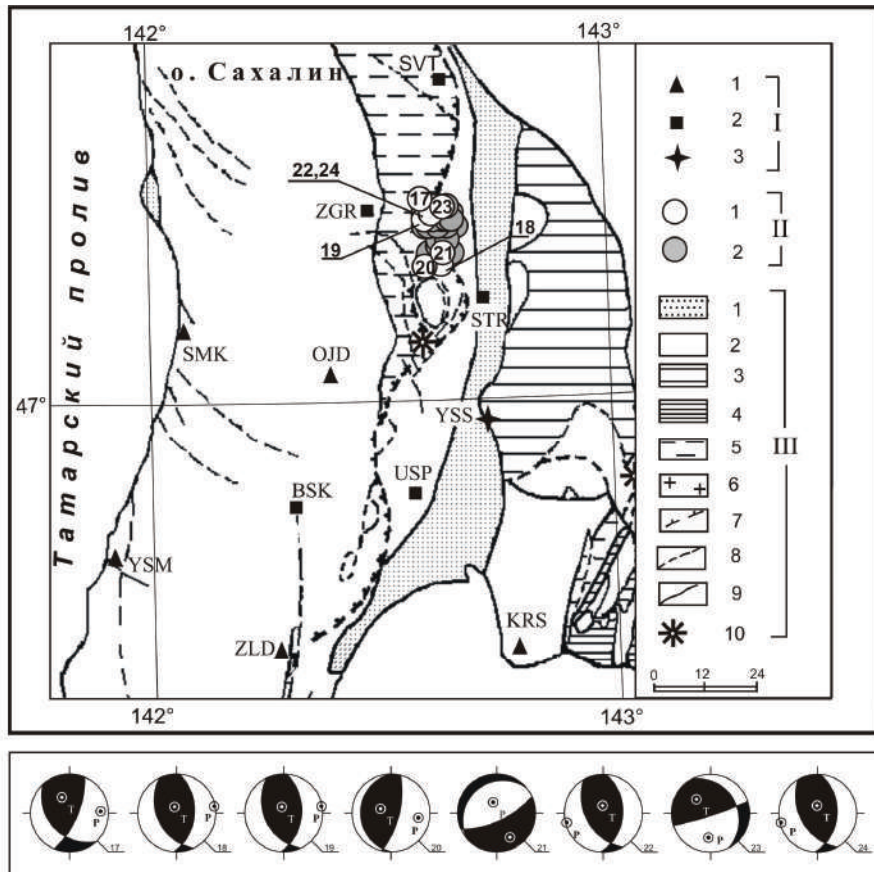 142°
143°
о. Сахалин
SVT
1
2
I
3
22,24
17
23
ZGR
1
II
2
19
18
21
20
Татарский пролив
STR
1
SMK
OJD
2
3
47°
YSS
4
5
III
BSK
USP
6
7
YSM
8
KRS
9
ZLD
10
0 12 24
142°
143°
T P 17
T P 18
T P 19
T P 20
P T 21
P T 22
T P 23
P T 24